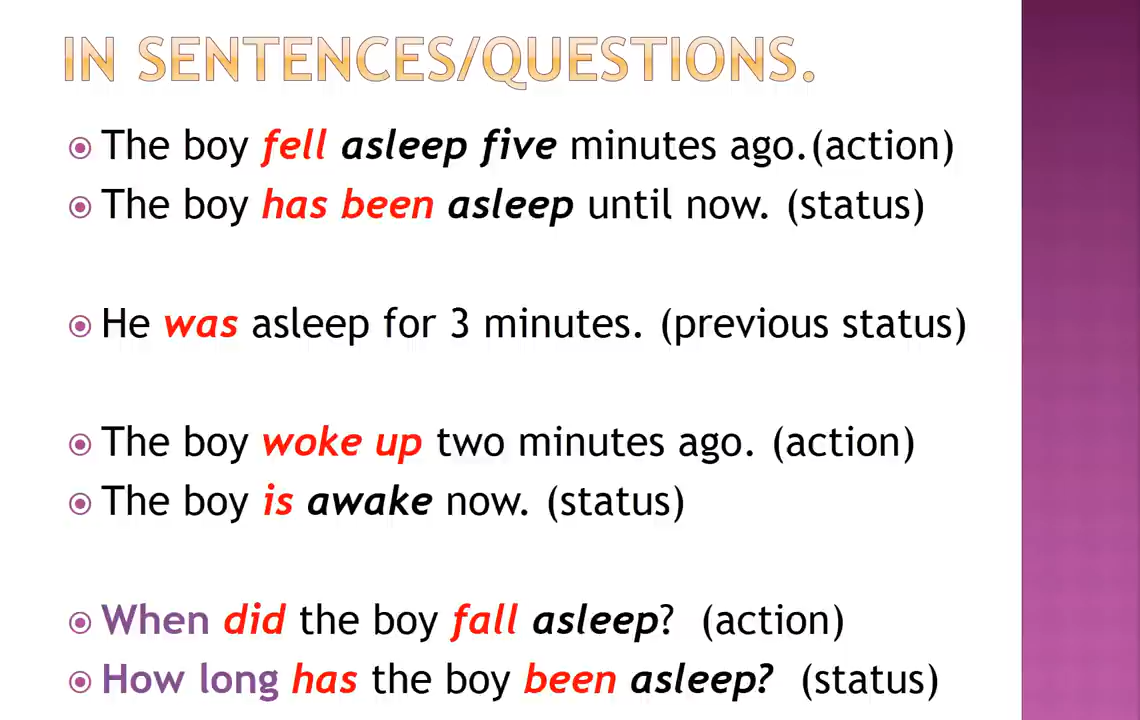 IN SENTENCES/QUESTIONS.
The boy fell asleep five minutes ago.(action)
The boy has been asleep until now. (status)
He was asleep for 3 minutes. (previous status)
The boy woke up two minutes ago. (action)
The boy is awake now. (status)
When did the boy fall asleep? (action)
How long has the boy been asleep? (status)